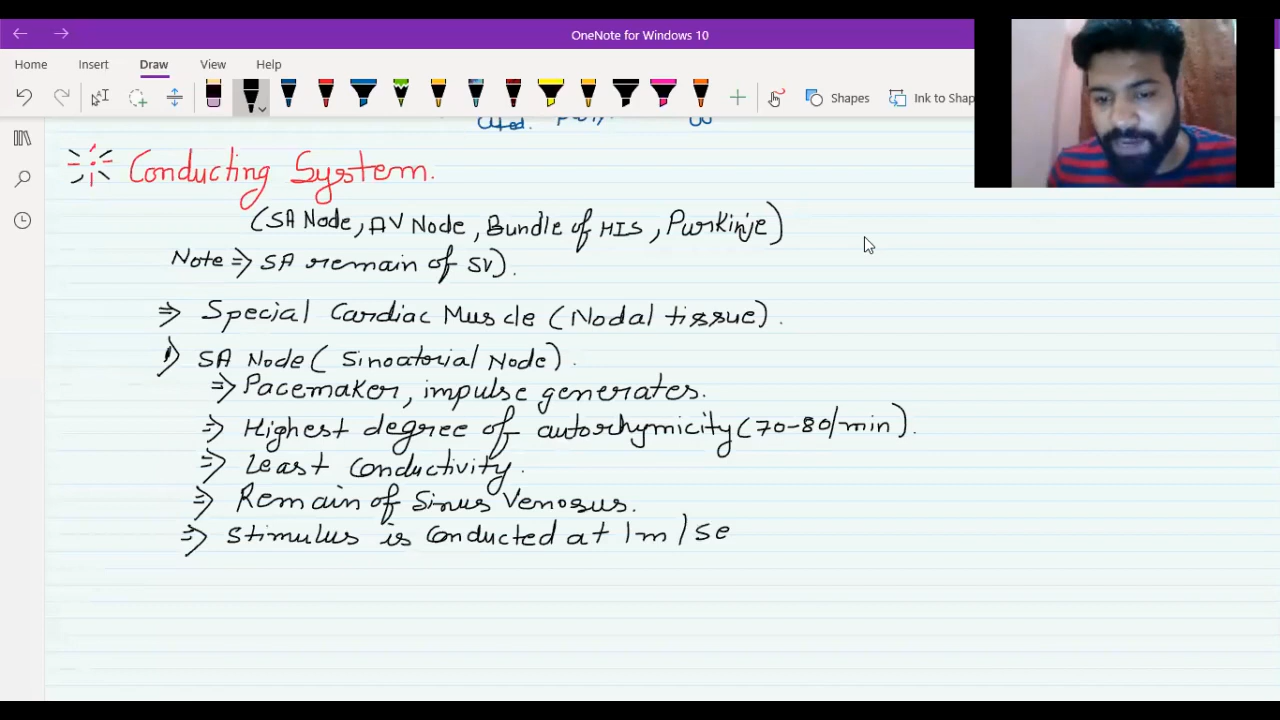 OneNote for Windows 10
Home Insert Draw View Help
Shapes Ink to Shap
Conducting System.
(SA Node, AV Node, Bundle of HIS, Purkinje)
Note ⇒ SA remain of SV).
⇒ Special Cardiac Muscle (Nodal tissue).
SA Node (Sinoatorial Node).
⇒ Pacemaker, impulse generates.
⇒ Highest degree of autorhymicity (70-80/min).
⇒ Least Conductivity.
⇒ Remain of Sinus Venosus.
⇒ Stimulus is conducted at 1m/se